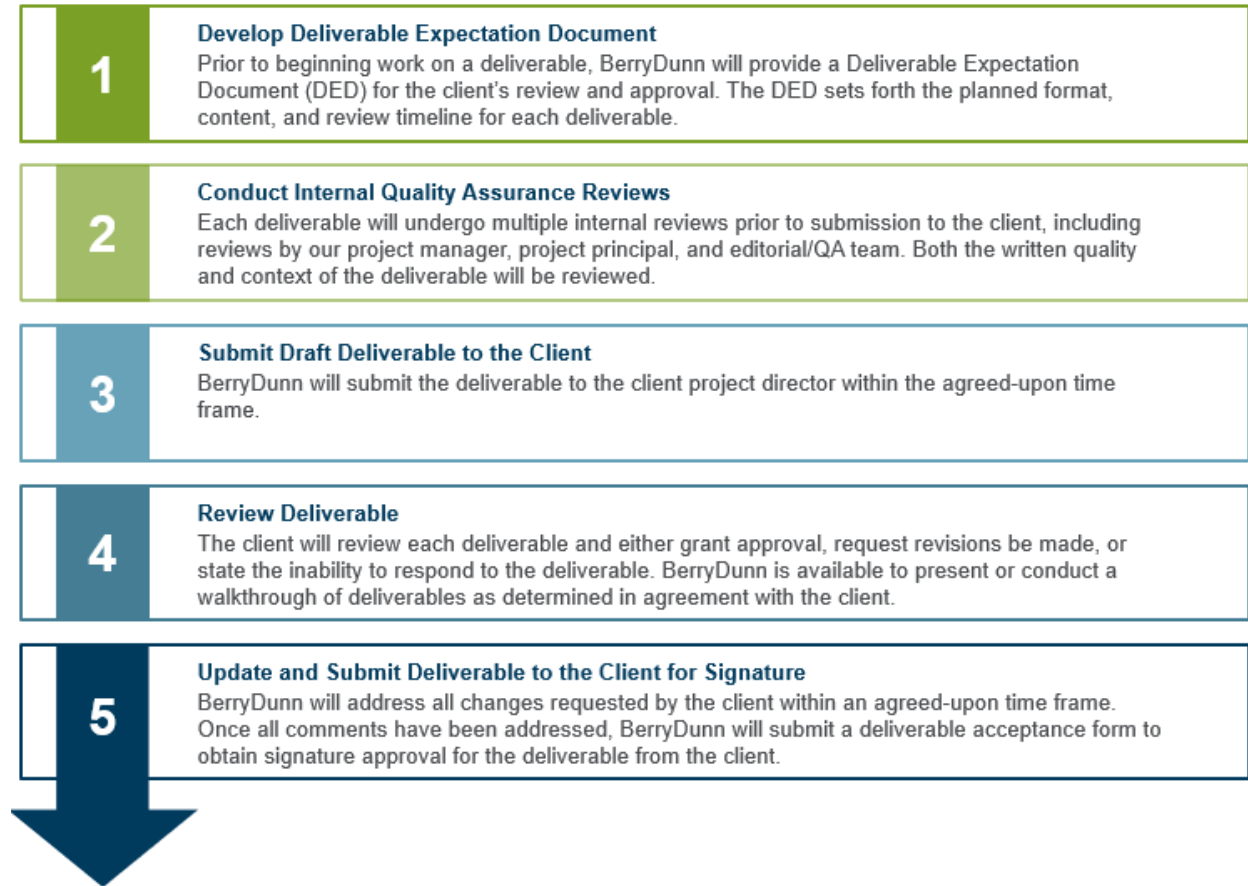 1
Develop Deliverable Expectation Document
Prior to beginning work on a deliverable, BerryDunn will provide a Deliverable Expectation
Document (DED) for the client's review and approval. The DED sets forth the planned format,
content, and review timeline for each deliverable.
2
Conduct Internal Quality Assurance Reviews
Each deliverable will undergo multiple internal reviews prior to submission to the client, including
reviews by our project manager, project principal, and editorial/QA team. Both the written quality
and context of the deliverable will be reviewed.
3
Submit Draft Deliverable to the Client
BerryDunn will submit the deliverable to the client project director within the agreed-upon time
frame.
4
Review Deliverable
The client will review each deliverable and either grant approval, request revisions be made, or
state the inability to respond to the deliverable. BerryDunn is available to present or conduct a
walkthrough of deliverables as determined in agreement with the client.
5
Update and Submit Deliverable to the Client for Signature
BerryDunn will address all changes requested by the client within an agreed-upon time frame.
Once all comments have been addressed, BerryDunn will submit a deliverable acceptance form to
obtain signature approval for the deliverable from the client.